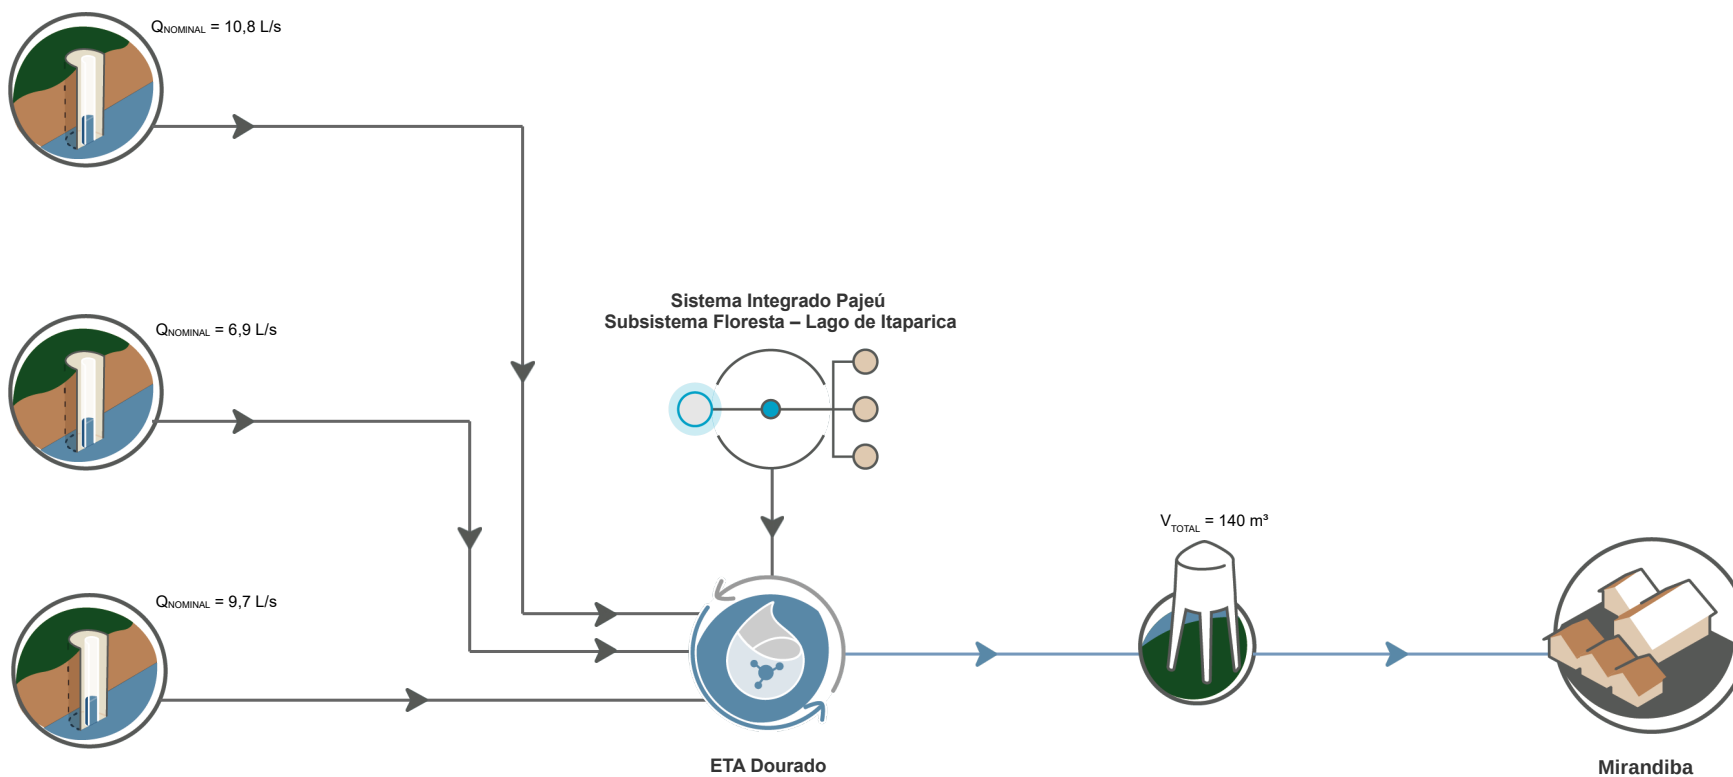 QNOMINAL = 10,8 L/s
QNOMINAL = 6,9 L/s
Sistema Integrado Pajeú
Subsistema Floresta – Lago de Itaparica
VTOTAL = 140 m³
QNOMINAL = 9,7 L/s
ETA Dourado
Mirandiba